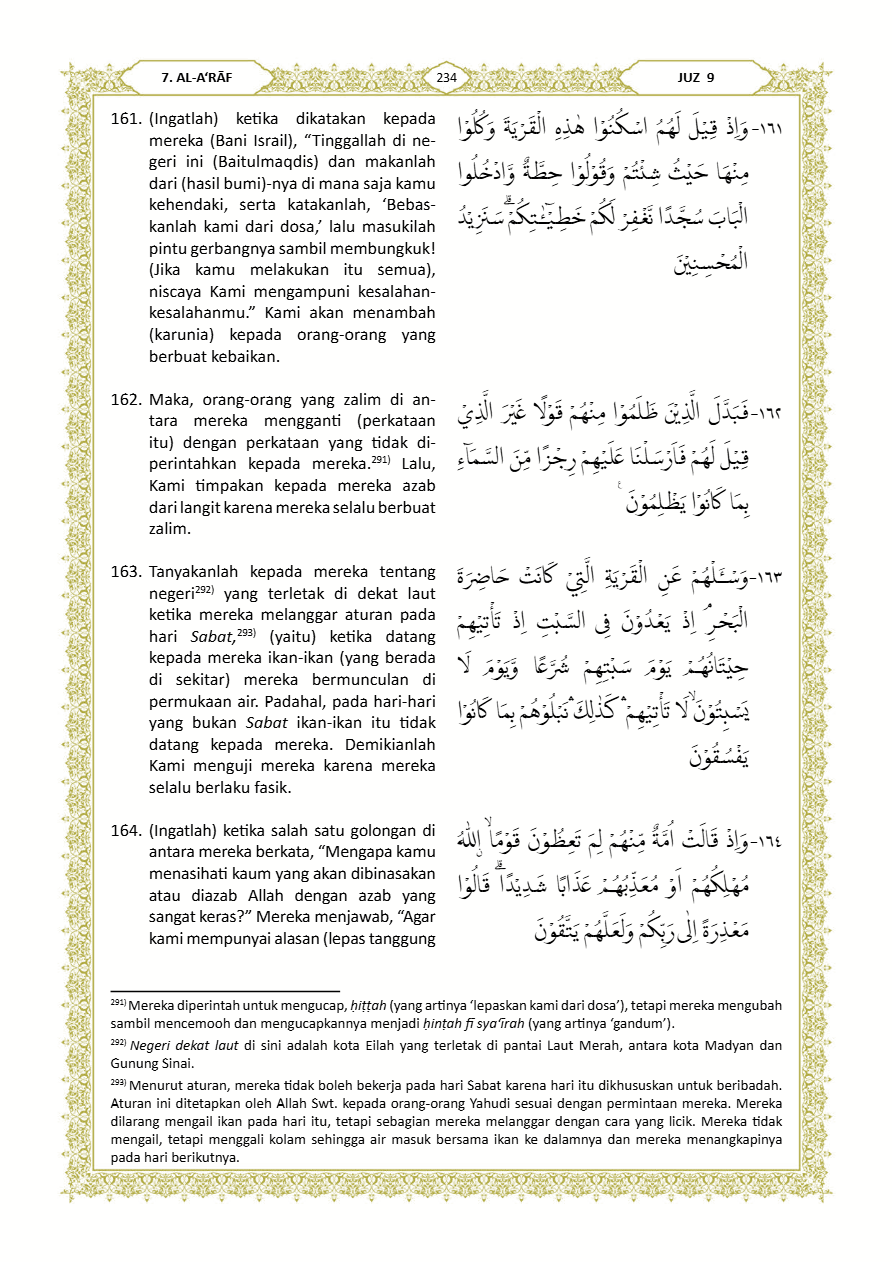 7. AL-A‘RĀF
234
JUZ 9
161. (Ingatlah) ketika dikatakan kepada
mereka (Bani Israil), “Tinggallah di ne-
geri ini (Baitulmaqdis) dan makanlah
dari (hasil bumi)-nya di mana saja kamu
kehendaki, serta katakanlah, ‘Bebas-
kanlah kami dari dosa,’ lalu masukilah
pintu gerbangnya sambil membungkuk!
(Jika kamu melakukan itu semua),
niscaya Kami mengampuni kesalahan-
kesalahanmu.” Kami akan menambah
(karunia) kepada orang-orang yang
berbuat kebaikan.
١٦١- وَاِذْ قِيْلَ لَهُمُ اسْكُنُوْا هٰذِهِ الْقَرْيَةَ وَكُلُوْا
مِنْهَا حَيْثُ شِئْتُمْ وَقُوْلُوْا حِطَّةٌ وَّادْخُلُوا
الْبَابَ سُجَّدًا نَّغْفِرْ لَكُمْ خَطِيْۤـٰٔتِكُمْۗ سَنَزِيْدُ
الْمُحْسِنِيْنَ
162. Maka, orang-orang yang zalim di an-
tara mereka mengganti (perkataan
itu) dengan perkataan yang tidak di-
perintahkan kepada mereka.291) Lalu,
Kami timpakan kepada mereka azab
dari langit karena mereka selalu berbuat
zalim.
١٦٢- فَبَدَّلَ الَّذِيْنَ ظَلَمُوْا مِنْهُمْ قَوْلًا غَيْرَ الَّذِيْ
قِيْلَ لَهُمْ فَاَرْسَلْنَا عَلَيْهِمْ رِجْزًا مِّنَ السَّمَاۤءِ
بِمَا كَانُوْا يَظْلِمُوْنَ ࣖ
163. Tanyakanlah kepada mereka tentang
negeri292) yang terletak di dekat laut
ketika mereka melanggar aturan pada
hari Sabat,293) (yaitu) ketika datang
kepada mereka ikan-ikan (yang berada
di sekitar) mereka bermunculan di
permukaan air. Padahal, pada hari-hari
yang bukan Sabat ikan-ikan itu tidak
datang kepada mereka. Demikianlah
Kami menguji mereka karena mereka
selalu berlaku fasik.
١٦٣- وَسْـَٔلْهُمْ عَنِ الْقَرْيَةِ الَّتِيْ كَانَتْ حَاضِرَةَ
الْبَحْرِۘ اِذْ يَعْدُوْنَ فِى السَّبْتِ اِذْ تَأْتِيْهِمْ
حِيْتَانُهُمْ يَوْمَ سَبْتِهِمْ شُرَّعًا وَّيَوْمَ لَا
يَسْبِتُوْنَۙ لَا تَأْتِيْهِمْ ۛ كَذٰلِكَ ۛ نَبْلُوْهُمْ بِمَا كَانُوْا
يَفْسُقُوْنَ
164. (Ingatlah) ketika salah satu golongan di
antara mereka berkata, “Mengapa kamu
menasihati kaum yang akan dibinasakan
atau diazab Allah dengan azab yang
sangat keras?” Mereka menjawab, “Agar
kami mempunyai alasan (lepas tanggung
١٦٤- وَاِذْ قَالَتْ اُمَّةٌ مِّنْهُمْ لِمَ تَعِظُوْنَ قَوْمًاۙ ۨاللّٰهُ
مُهْلِكُهُمْ اَوْ مُعَذِّبُهُمْ عَذَابًا شَدِيْدًاۗ قَالُوْا
مَعْذِرَةً اِلٰى رَبِّكُمْ وَلَعَلَّهُمْ يَتَّقُوْنَ
291) Mereka diperintah untuk mengucap, ḥiṭṭah (yang artinya ‘lepaskan kami dari dosa’), tetapi mereka mengubah
sambil mencemooh dan mengucapkannya menjadi ḥinṭah fī sya‘īrah (yang artinya ‘gandum’).
292) Negeri dekat laut di sini adalah kota Eilah yang terletak di pantai Laut Merah, antara kota Madyan dan
Gunung Sinai.
293) Menurut aturan, mereka tidak boleh bekerja pada hari Sabat karena hari itu dikhususkan untuk beribadah.
Aturan ini ditetapkan oleh Allah Swt. kepada orang-orang Yahudi sesuai dengan permintaan mereka. Mereka
dilarang mengail ikan pada hari itu, tetapi sebagian mereka melanggar dengan cara yang licik. Mereka tidak
mengail, tetapi menggali kolam sehingga air masuk bersama ikan ke dalamnya dan mereka menangkapinya
pada hari berikutnya.